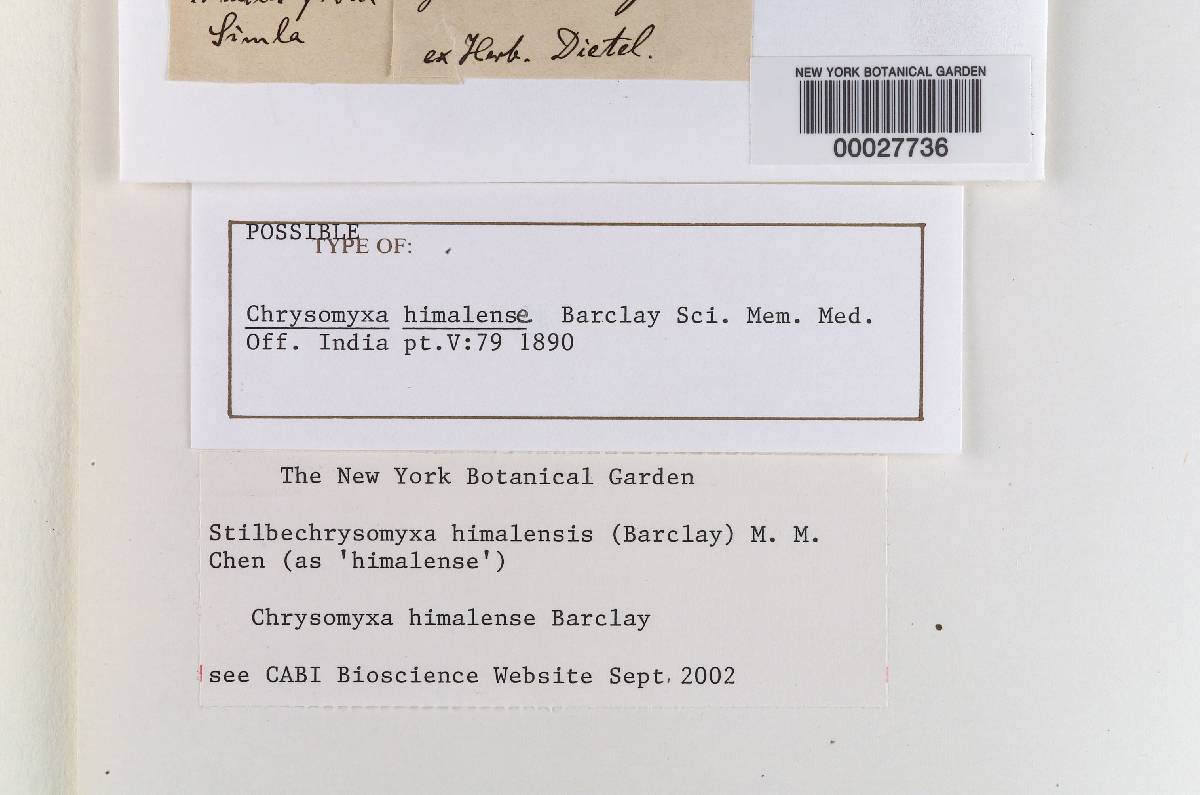 Simla
ex Herb. Dietel.
NEW YORK BOTANICAL GARDEN
00027736
POSSIBLE
TYPE OF:
Chrysomyxa himalense Barclay Sci. Mem. Med.
Off. India pt.V:79 1890
The New York Botanical Garden
Stilbechrysomyxa himalensis (Barclay) M. M.
Chen (as 'himalense')
Chrysomyxa himalense Barclay
see CABI Bioscience Website Sept. 2002